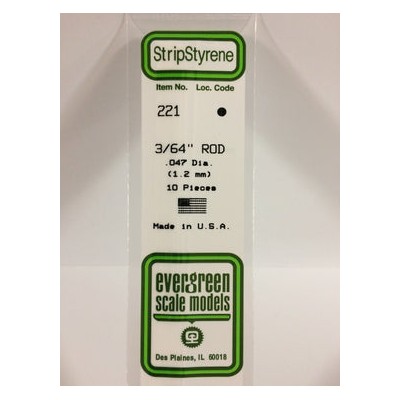 StripStyrene
Item No. Loc. Code
221
3/64" ROD
.047 Dia.
(1.2 mm)
10 Pieces
Made in U.S.A.
evergreen
scale models
Des Plaines, IL 60018